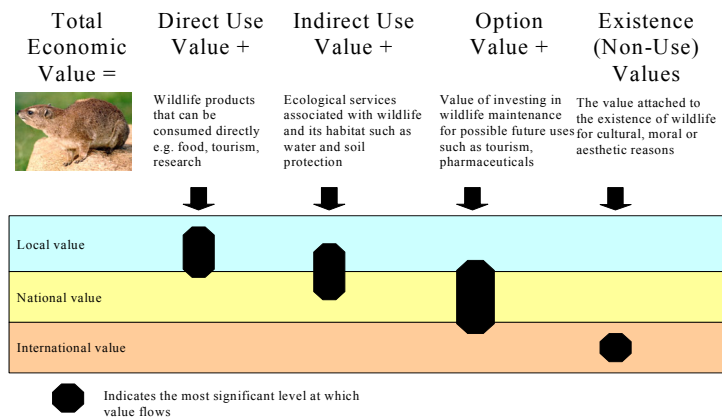 Total
Economic
Value =
Direct Use
Value +
Indirect Use
Value +
Option
Value +
Existence
(Non-Use)
Values
Wildlife products
that can be
consumed directly
e.g. food, tourism,
research
Ecological services
associated with wildlife
and its habitat such as
water and soil
protection
Value of investing in
wildlife maintenance
for possible future uses
such as tourism,
pharmaceuticals
The value attached to
the existence of wildlife
for cultural, moral or
aesthetic reasons
Local value
National value
International value
Indicates the most significant level at which
value flows